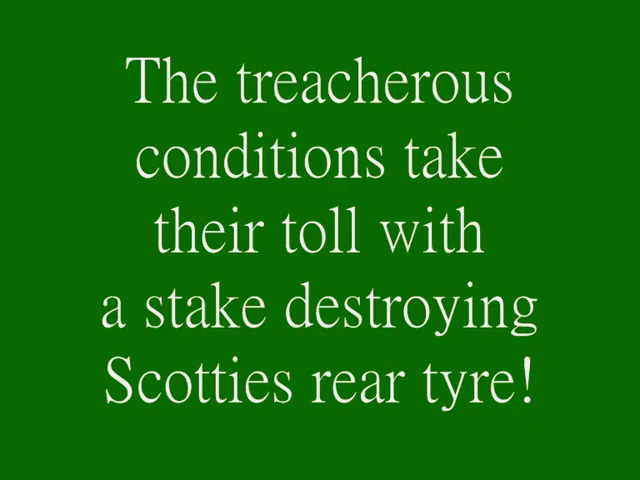 The treacherous
conditions take
their toll with
a stake destroying
Scotties rear tyre!